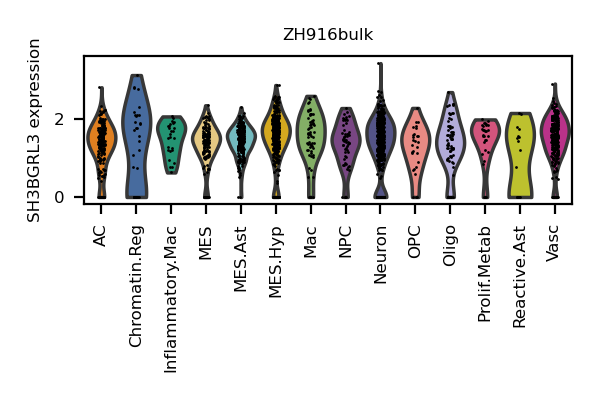 ZH916bulk
SH3BGRL3 expression
2
0
AC
Chromatin.Reg
Inflammatory.Mac
MES
MES.Ast
MES.Hyp
Mac
NPC
Neuron
OPC
Oligo
Prolif.Metab
Reactive.Ast
Vasc